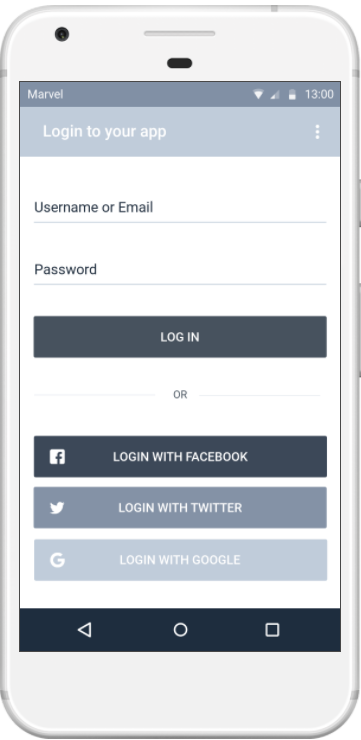 Marvel 13:00
Login to your app
Username or Email
Password
LOG IN
OR
LOGIN WITH FACEBOOK
LOGIN WITH TWITTER
G LOGIN WITH GOOGLE